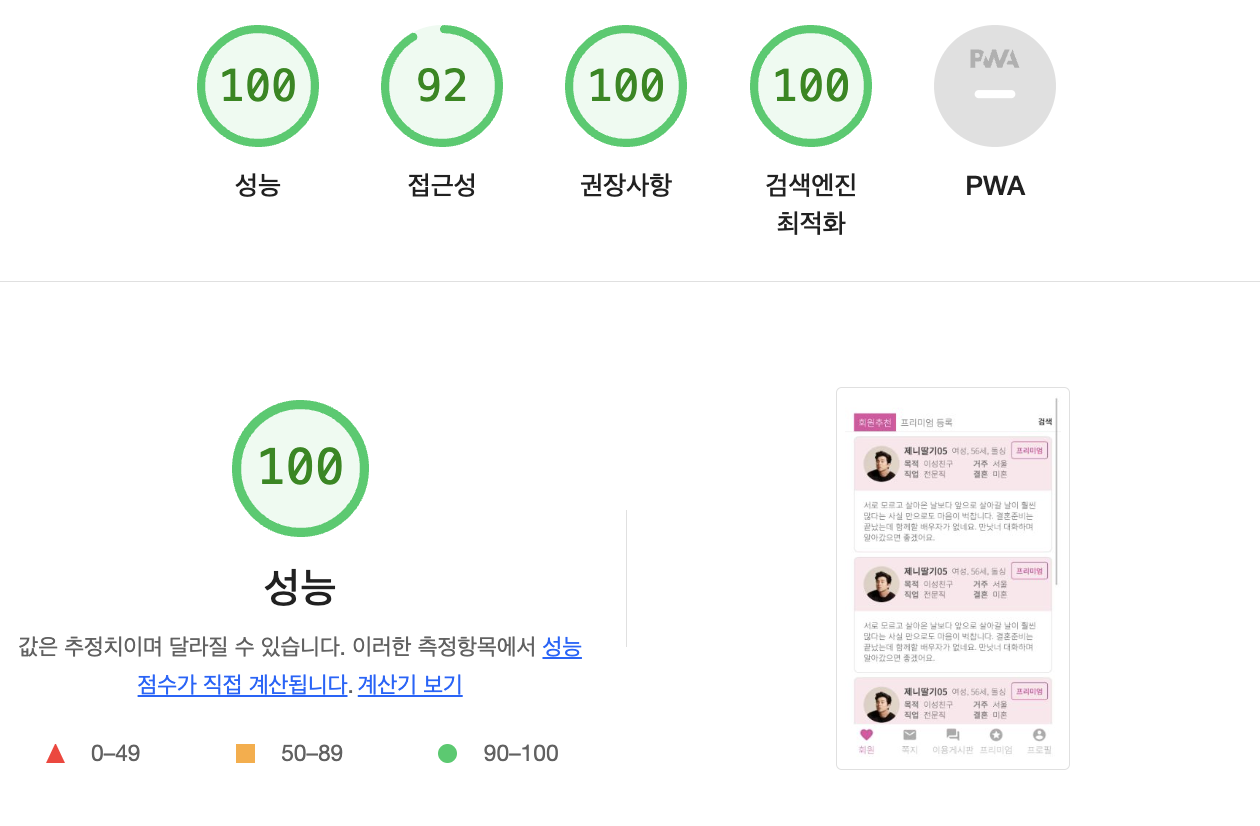 100
92
100
100
PWA
성능
접근성
권장사항
검색엔진
최적화
PWA
100
성능
값은 추정치이며 달라질 수 있습니다. 이러한 측정항목에서 성능
점수가 직접 계산됩니다. 계산기 보기
0–49
50–89
90–100
회원추천 프리미엄 등록 검색
제니딸기05 여성, 56세, 돌싱 프리미엄
목적 이성친구 거주 서울
직업 전문직 결혼 미혼
서로 모르고 살아온 날보다 앞으로 살아갈 날이 훨씬
많다는 사실 만으로도 마음이 벅찹니다. 결혼준비는
끝났는데 함께할 배우자가 없네요. 만낫너 대화하며
알아갔으면 좋겠어요.
제니딸기05 여성, 56세, 돌싱 프리미엄
목적 이성친구 거주 서울
직업 전문직 결혼 미혼
서로 모르고 살아온 날보다 앞으로 살아갈 날이 훨씬
많다는 사실 만으로도 마음이 벅찹니다. 결혼준비는
끝났는데 함께할 배우자가 없네요. 만낫너 대화하며
알아갔으면 좋겠어요.
제니딸기05 여성, 56세, 돌싱 프리미엄
목적 이성친구 거주 서울
직업 전문직 결혼 미혼
회원 쪽지 이용게시판 프리미엄 프로필